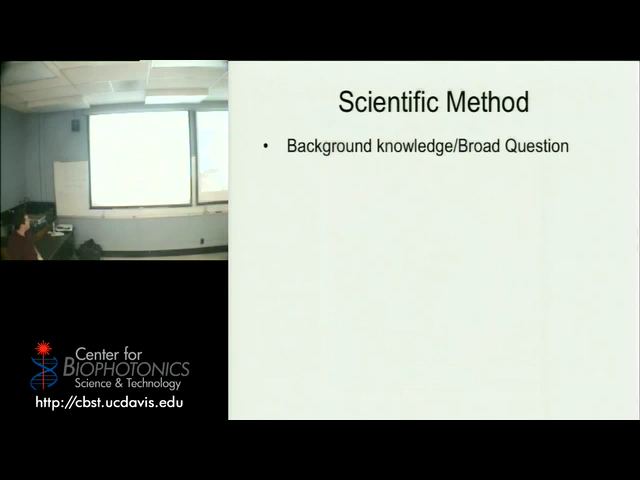 Scientific Method
• Background knowledge/Broad Question
Center for
BIOPHOTONICS
Science & Technology
http://cbst.ucdavis.edu